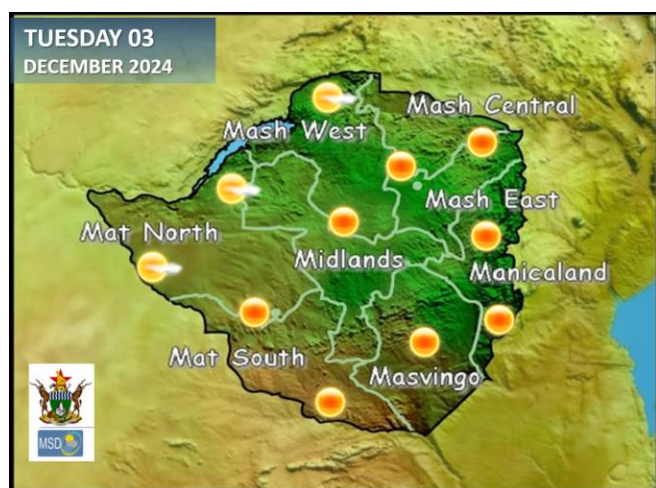 TUESDAY 03
DECEMBER 2024
Mash Central
Mash West
Mash East
Mat North
Midlands
Manicaland
Mat South
Masvingo
MSD